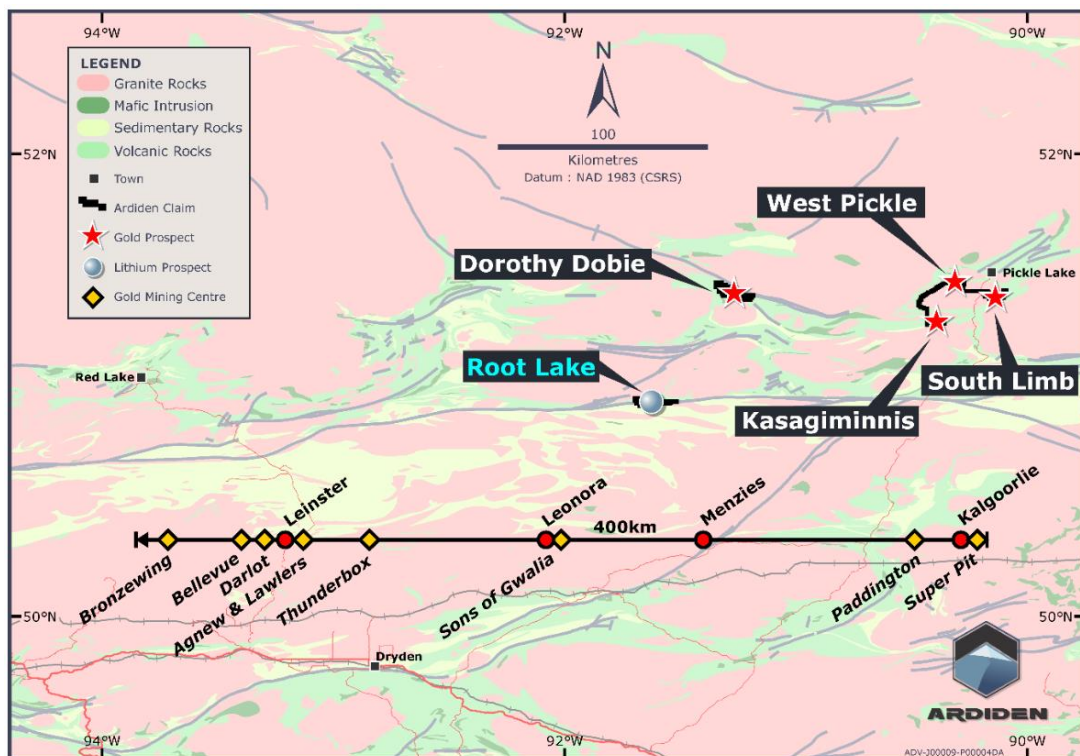 94°W
92°W
90°W
LEGEND
Granite Rocks
Mafic Intrusion
Sedimentary Rocks
Volcanic Rocks
Town
Ardiden Claim
Gold Prospect
Lithium Prospect
Gold Mining Centre
N
100
Kilometres
Datum : NAD 1983 (CSRS)
52°N
52°N
West Pickle
Dorothy Dobie
Pickle Lake
Root Lake
Red Lake
South Limb
Kasagiminnis
Leinster
Leonora
Menzies
Kalgoorlie
400km
Bronzewing
Bellevue
Darlot
Agnew & Lawlers
Thunderbox
Sons of Gwalia
Paddington
Super Pit
50°N
50°N
Dryden
ARDIDEN
94°W
92°W
90°W
ADV-J00009-P00004DA